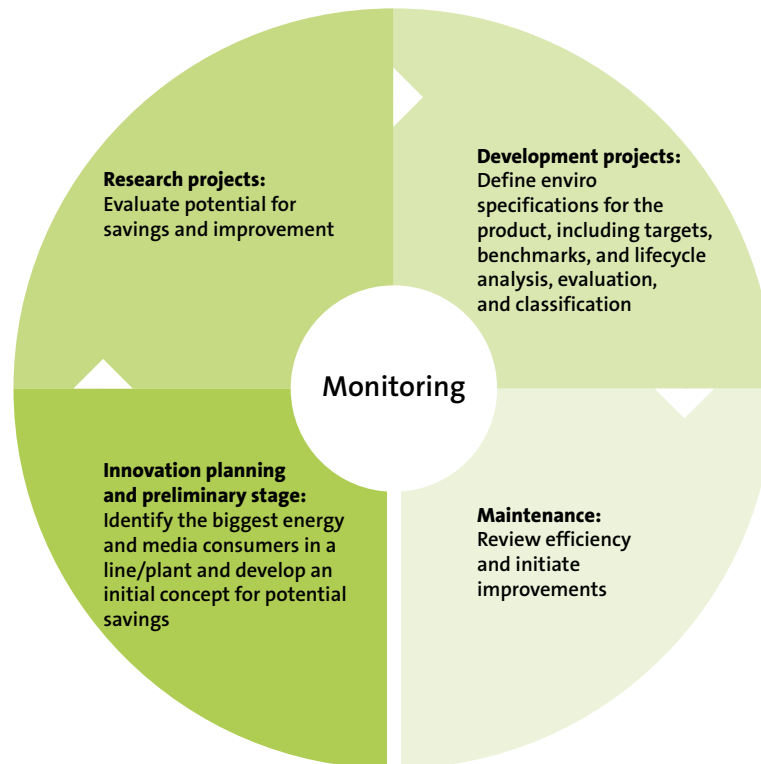 Research projects:
Evaluate potential for
savings and improvement
Development projects:
Define enviro
specifications for the
product, including targets,
benchmarks, and lifecycle
analysis, evaluation,
and classification
Monitoring
Innovation planning
and preliminary stage:
Identify the biggest energy
and media consumers in a
line/plant and develop an
initial concept for potential
savings
Maintenance:
Review efficiency
and initiate
improvements